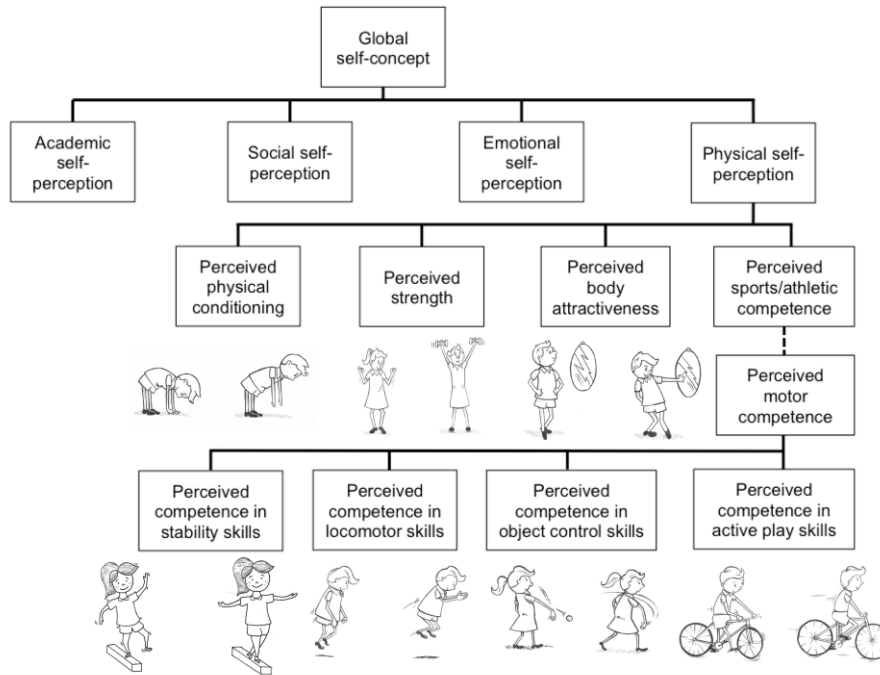 Global
self-concept
Academic
self-
perception
Social self-
perception
Emotional
self-
perception
Physical self-
perception
Perceived
physical
conditioning
Perceived
strength
Perceived
body
attractiveness
Perceived
sports/athletic
competence
Perceived
motor
competence
Perceived
competence in
stability skills
Perceived
competence in
locomotor skills
Perceived
competence in
object control skills
Perceived
competence in
active play skills